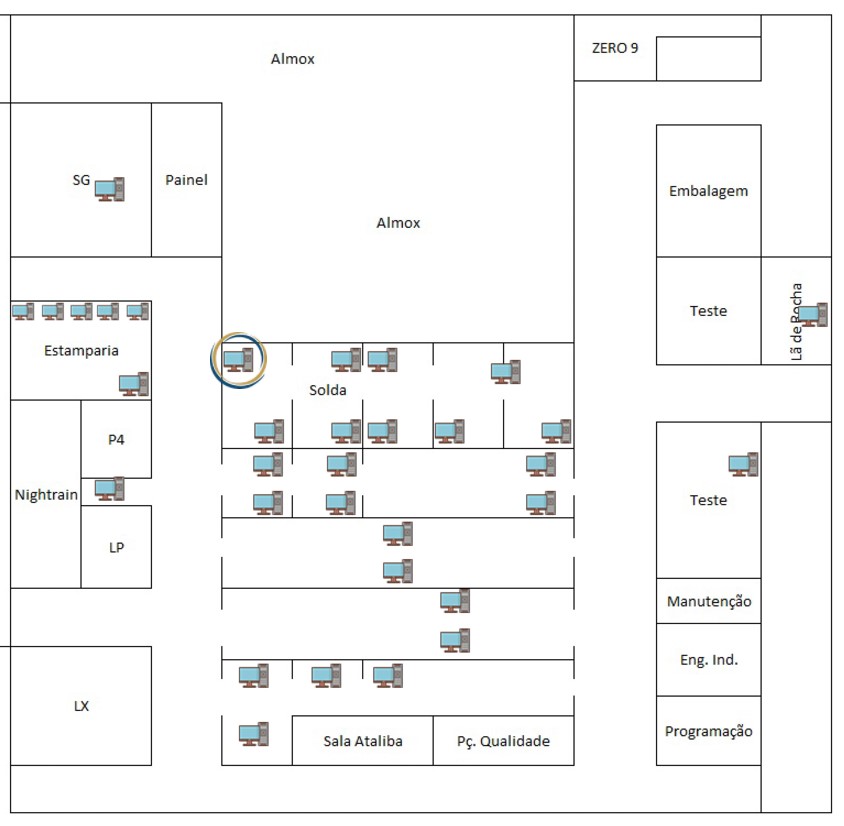 Almox
ZERO 9
SG
Painel
Almox
Embalagem
Teste
Lã de Rocha
Estamparia
Solda
P4
Nightrain
LP
Teste
Manutenção
Eng. Ind.
LX
Sala Ataliba
Pç. Qualidade
Programação